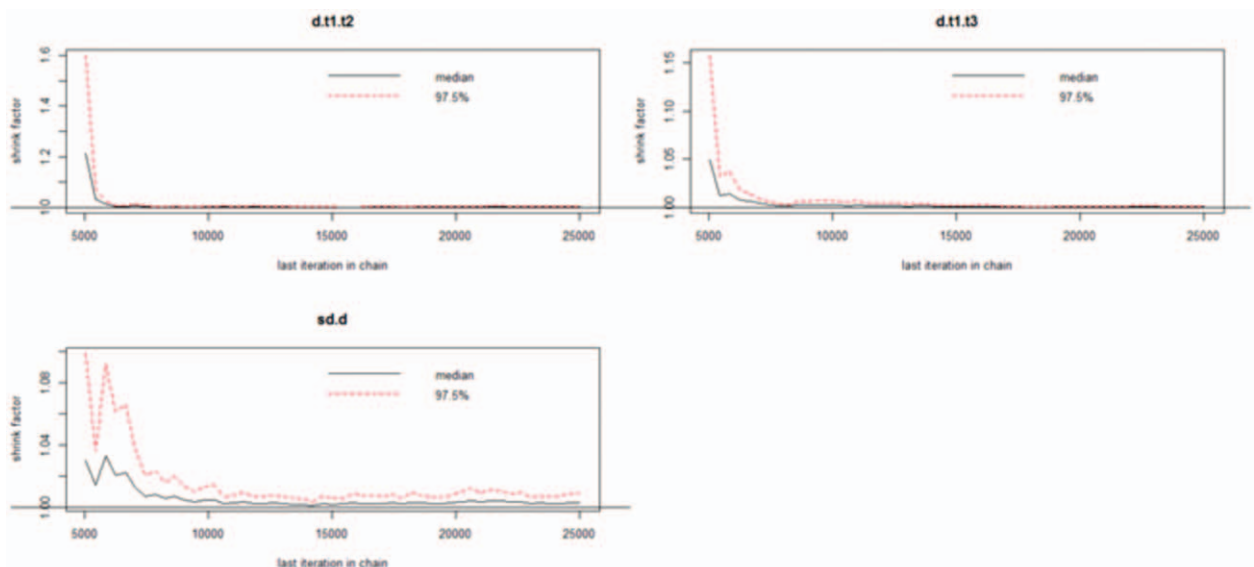 d.t1.t2
shrink factor
1.0 1.2 1.4 1.6
median
97.5%
5000 10000 15000 20000 25000
last iteration in chain
d.t1.t3
shrink factor
1.00 1.05 1.10 1.15
median
97.5%
5000 10000 15000 20000 25000
last iteration in chain
sd.d
shrink factor
1.00 1.04 1.08
median
97.5%
5000 10000 15000 20000 25000
last iteration in chain